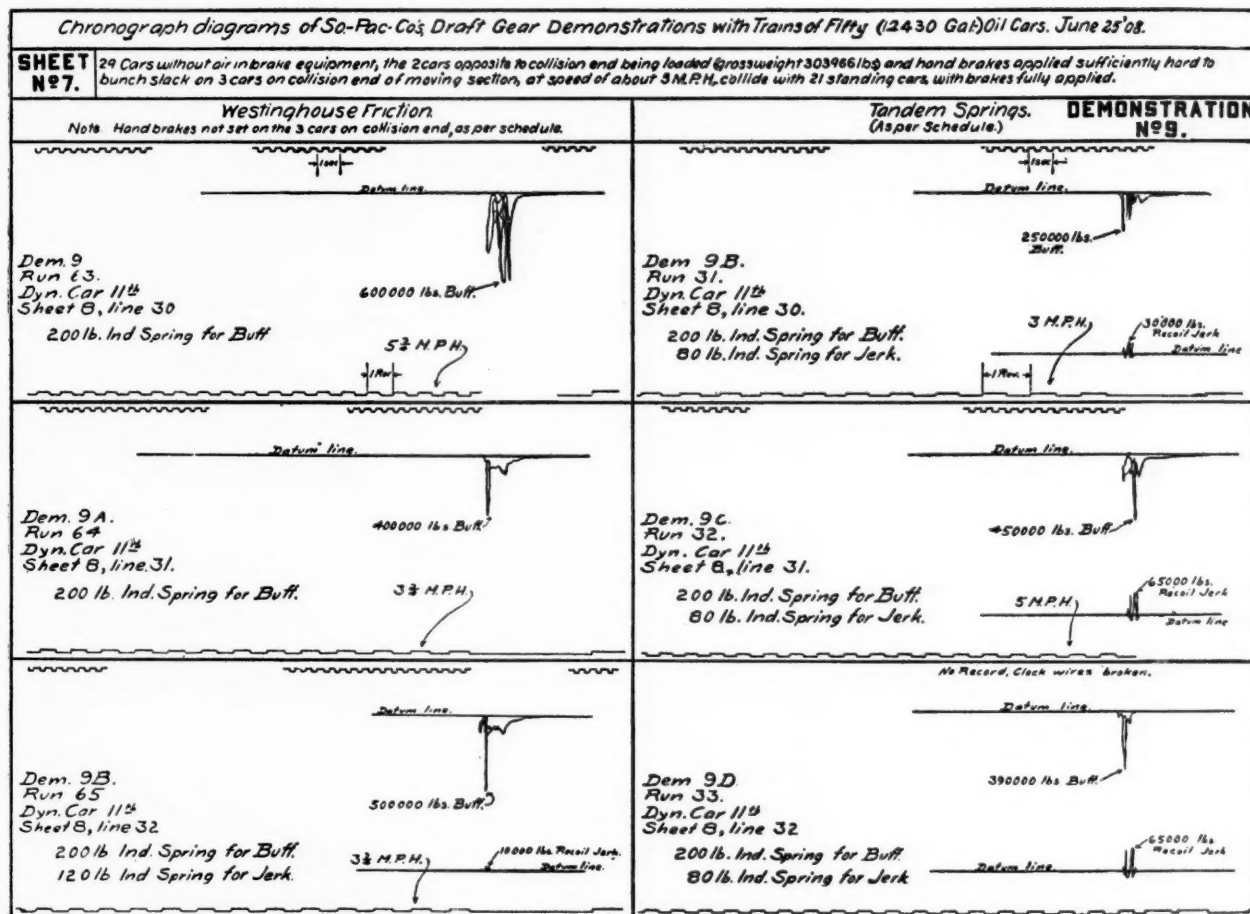 Chronograph diagrams of So-Pac-Co's, Draft Gear Demonstrations with Trains of Fifty (12430 Gal.) Oil Cars. June 25'08.
SHEET
Nº7.
29 Cars without air in brake equipment, the 2 cars opposite to collision end being loaded (gross weight 303966 lbs) and hand brakes applied sufficiently hard to
bunch slack on 3 cars on collision end of moving section, at speed of about 3 M.P.H., collide with 21 standing cars, with brakes fully applied.
Westinghouse Friction.
Note. Hand brakes not set on the 3 cars on collision end, as per schedule.
Tandem Springs.
(As per Schedule.)
DEMONSTRATION
Nº9.
1 sec
Datum line.
Dem. 9
Run 63.
Dyn. Car 11th
Sheet 8, line 30
200 lb. Ind Spring for Buff
600000 lbs. Buff.
5¾ M.P.H.
1 Rev.
1 sec
Datum line.
250000 lbs.
Buff.
Dem 9B.
Run 31.
Dyn. Car 11th
Sheet 8, line 30.
200 lb. Ind Spring for Buff.
80 lb. Ind. Spring for Jerk.
3 M.P.H.
30000 lbs.
Recoil Jerk
Datum line
1 Rev.
Datum line.
Dem. 9A.
Run 64
Dyn. Car 11th
Sheet 8, line 31.
200 lb. Ind. Spring for Buff.
400000 lbs Buff.
3¾ M.P.H.
Datum line.
Dem 9C.
Run 32.
Dyn. Car 11th
Sheet 8, line 31.
200 lb. Ind Spring for Buff.
80 lb. Ind. Spring for Jerk.
450000 lbs. Buff
5 M.P.H.
65000 lbs.
Recoil Jerk
Datum line
Datum line.
Dem. 9B.
Run 65
Dyn. Car 11th
Sheet 8, line 32
200 lb Ind. Spring for Buff.
120 lb Ind Spring for Jerk.
500000 lbs. Buff.
3¾ M.P.H.
10000 lbs. Recoil Jerk.
Datum line.
No Record, Clock wires broken.
Datum line.
Dem. 9D.
Run 33.
Dyn. Car 11th
Sheet 8, line 32
200 lb Ind. Spring for Buff.
80 lb. Ind Spring for Jerk
390000 lbs Buff.
65000 lbs.
Recoil Jerk
Datum line